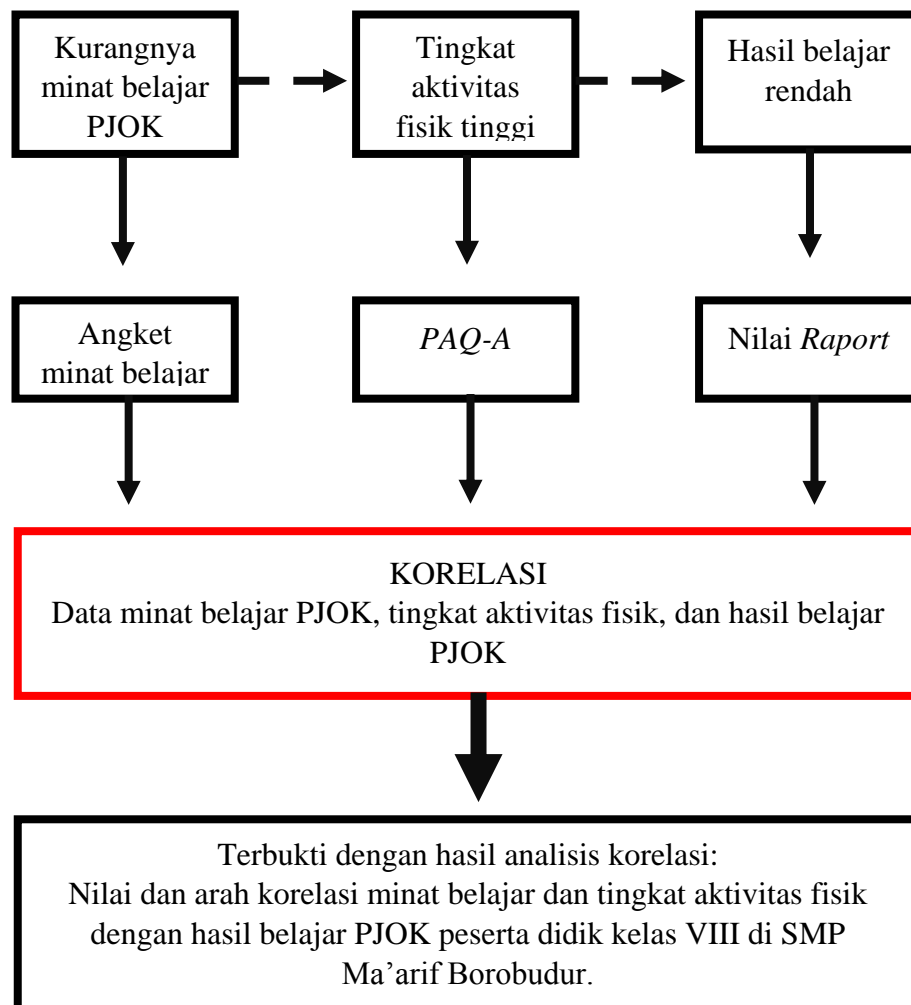 Kurangnya
minat belajar
PJOK
Tingkat
aktivitas
fisik tinggi
Hasil belajar
rendah
Angket
minat belajar
PAQ-A
Nilai Raport
KORELASI
Data minat belajar PJOK, tingkat aktivitas fisik, dan hasil belajar
PJOK
Terbukti dengan hasil analisis korelasi:
Nilai dan arah korelasi minat belajar dan tingkat aktivitas fisik
dengan hasil belajar PJOK peserta didik kelas VIII di SMP
Ma’arif Borobudur.